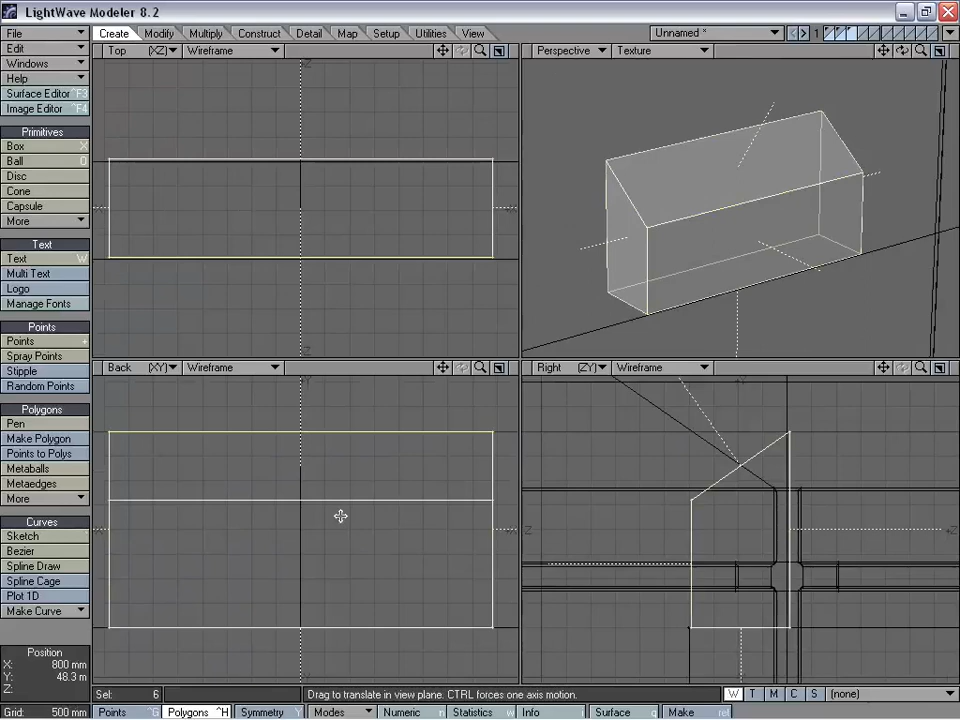 LightWave Modeler 8.2
File
Create Modify Multiply Construct Detail Map Setup Utilities View
Unnamed *
1
Edit
Windows
Help
Surface Editor ^F3
Image Editor ^F4
Top (XZ) Wireframe
Perspective Texture
Primitives
Box X
Ball O
Disc
Cone
Capsule
More
Text
Text W
Multi Text
Logo
Manage Fonts
Points
Points +
Spray Points
Stipple
Random Points
Back (XY) Wireframe
Right (ZY) Wireframe
Polygons
Pen
Make Polygon
Points to Polys
Metaballs
Metaedges
More
Curves
Sketch
Bezier
Spline Draw
Spline Cage
Plot 1D
Make Curve
Position
X: 800 mm
Y: 48.3 m
Z:
Grid: 500 mm
Sel: 6
Drag to translate in view plane. CTRL forces one axis motion.
W T M C S (none)
Points ^G Polygons ^H Symmetry Y Modes Numeric n Statistics w Info i Surface q Make ret